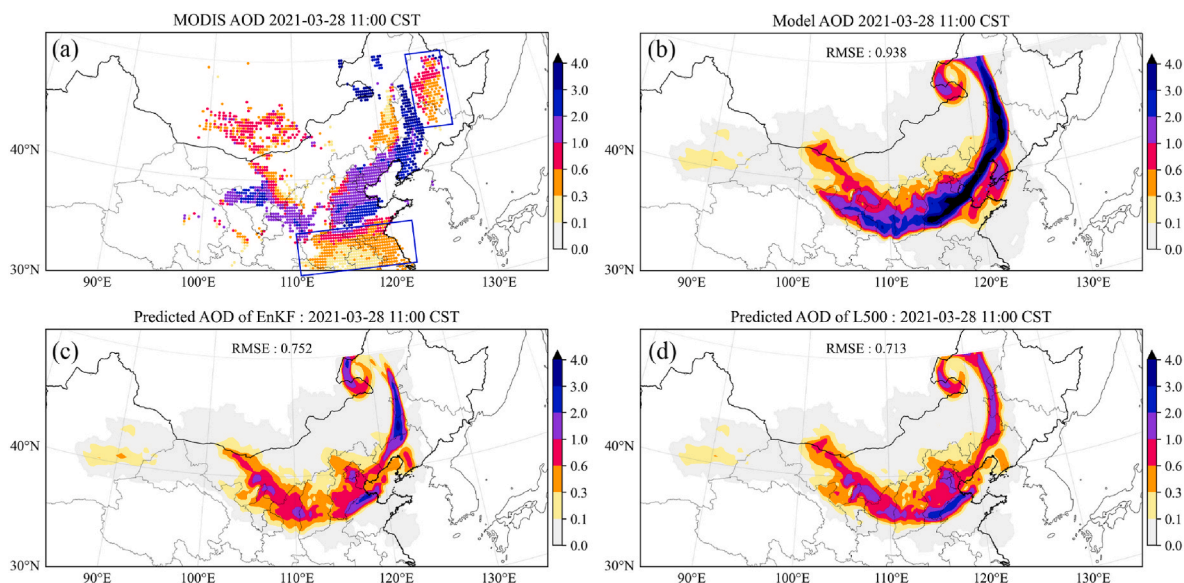 MODIS AOD 2021-03-28 11:00 CST
(a)
40°N
30°N
90°E 100°E 110°E 120°E 130°E
4.0
3.0
2.0
1.0
0.6
0.3
0.1
0.0
Model AOD 2021-03-28 11:00 CST
(b)
RMSE : 0.938
40°N
30°N
90°E 100°E 110°E 120°E 130°E
4.0
3.0
2.0
1.0
0.6
0.3
0.1
0.0
Predicted AOD of EnKF : 2021-03-28 11:00 CST
(c)
RMSE : 0.752
40°N
30°N
90°E 100°E 110°E 120°E 130°E
4.0
3.0
2.0
1.0
0.6
0.3
0.1
0.0
Predicted AOD of L500 : 2021-03-28 11:00 CST
(d)
RMSE : 0.713
40°N
30°N
90°E 100°E 110°E 120°E 130°E
4.0
3.0
2.0
1.0
0.6
0.3
0.1
0.0